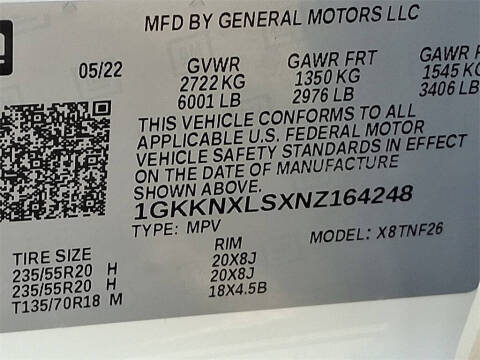 MFD BY GENERAL MOTORS LLC
05/22 GVWR GAWR FRT GAWR
2722 KG 1350 KG 1545 KG
6001 LB 2976 LB 3406 LB
THIS VEHICLE CONFORMS TO ALL
APPLICABLE U.S. FEDERAL MOTOR
VEHICLE SAFETY STANDARDS IN EFFECT
ON THE DATE OF MANUFACTURE
SHOWN ABOVE.
1GKKNXLSXNZ164248
TYPE: MPV MODEL: X8TNF26
TIRE SIZE RIM
235/55R20 H 20X8J
235/55R20 H 20X8J
T135/70R18 M 18X4.5B